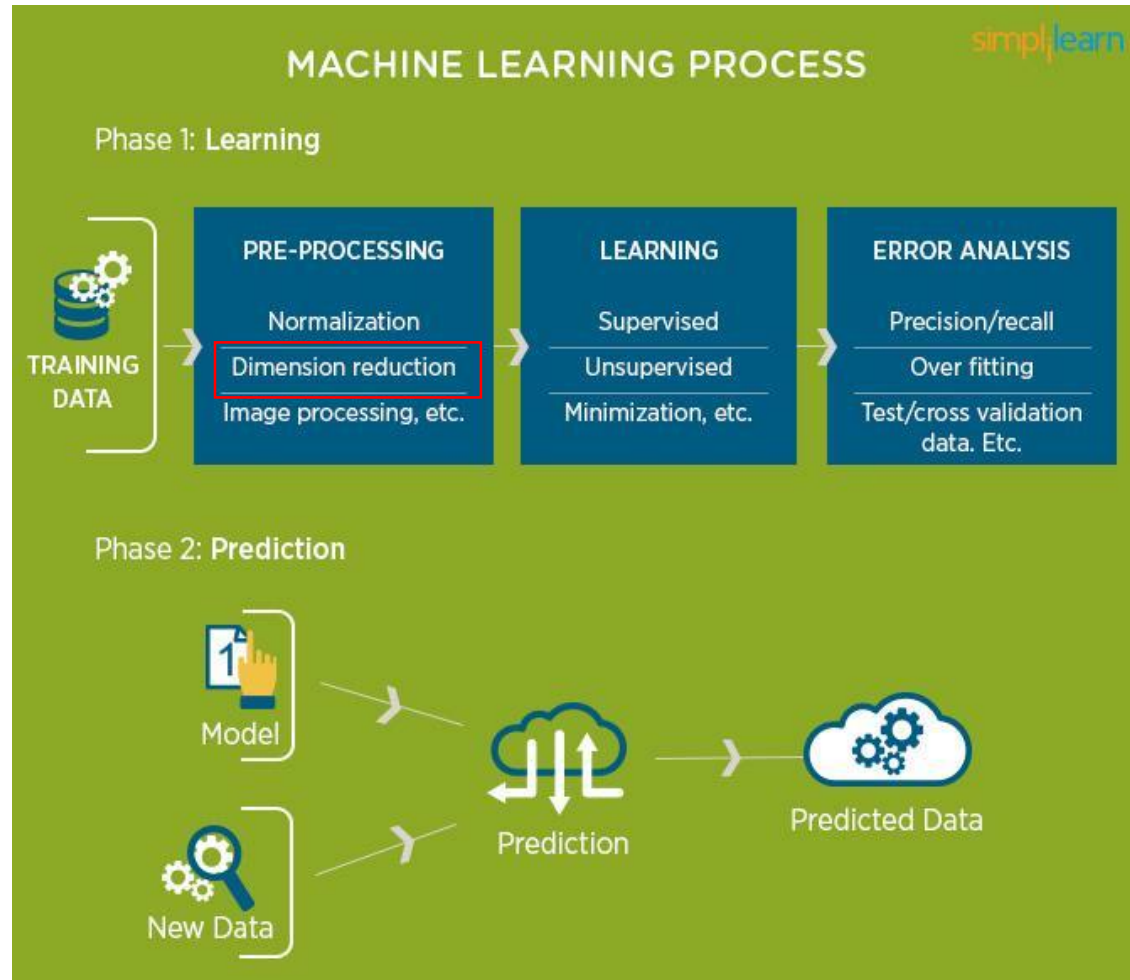 simplilearn
MACHINE LEARNING PROCESS
Phase 1: Learning
TRAINING
DATA
PRE-PROCESSING
Normalization
Dimension reduction
Image processing, etc.
LEARNING
Supervised
Unsupervised
Minimization, etc.
ERROR ANALYSIS
Precision/recall
Over fitting
Test/cross validation
data. Etc.
Phase 2: Prediction
1
Model
New Data
Prediction
Predicted Data